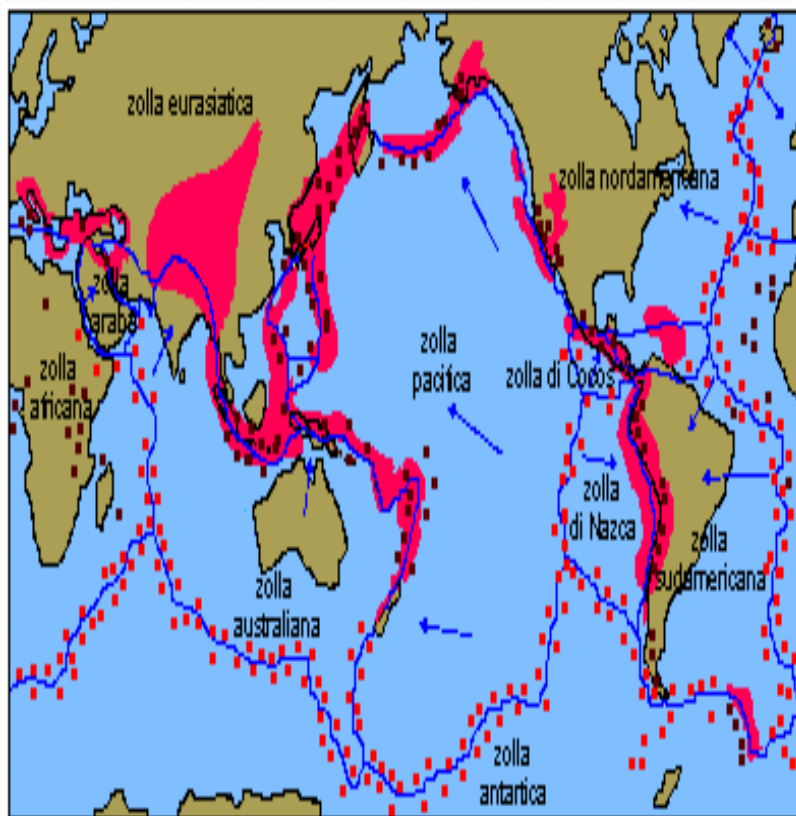 zolla eurasiatica
zolla nordamericana
zolla
araba
zolla
africana
zolla
pacifica
zolla di Cocos
zolla
di Nazca
zolla
sudamericana
zolla
australiana
zolla
antartica